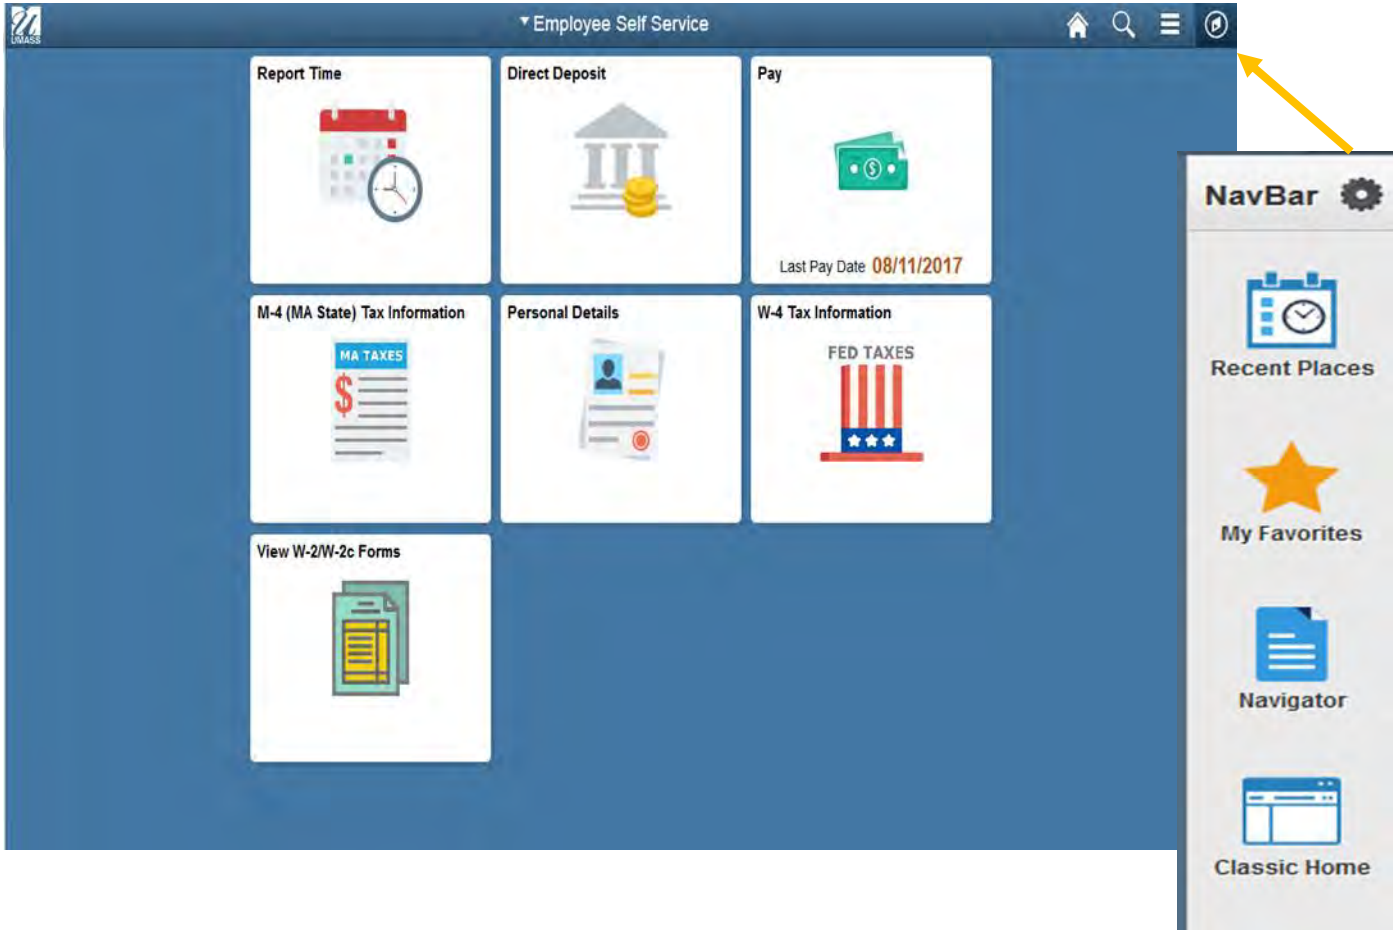 UMASS
Employee Self Service
Report Time
Direct Deposit
Pay
Last Pay Date 08/11/2017
M-4 (MA State) Tax Information
MA TAXES
$
Personal Details
W-4 Tax Information
FED TAXES
View W-2/W-2c Forms
NavBar
Recent Places
My Favorites
Navigator
Classic Home